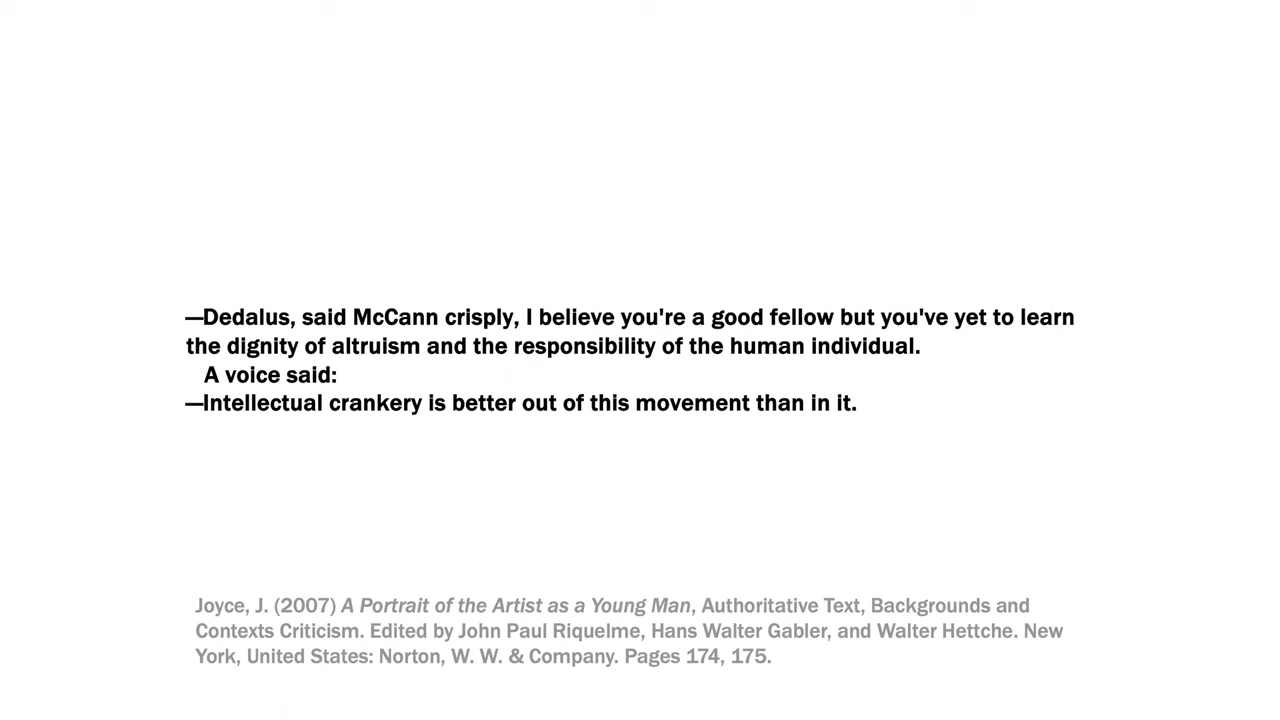 —Dedalus, said McCann crisply, I believe you're a good fellow but you've yet to learn
the dignity of altruism and the responsibility of the human individual.
A voice said:
—Intellectual crankery is better out of this movement than in it.
Joyce, J. (2007) A Portrait of the Artist as a Young Man, Authoritative Text, Backgrounds and
Contexts Criticism. Edited by John Paul Riquelme, Hans Walter Gabler, and Walter Hettche. New
York, United States: Norton, W. W. & Company. Pages 174, 175.